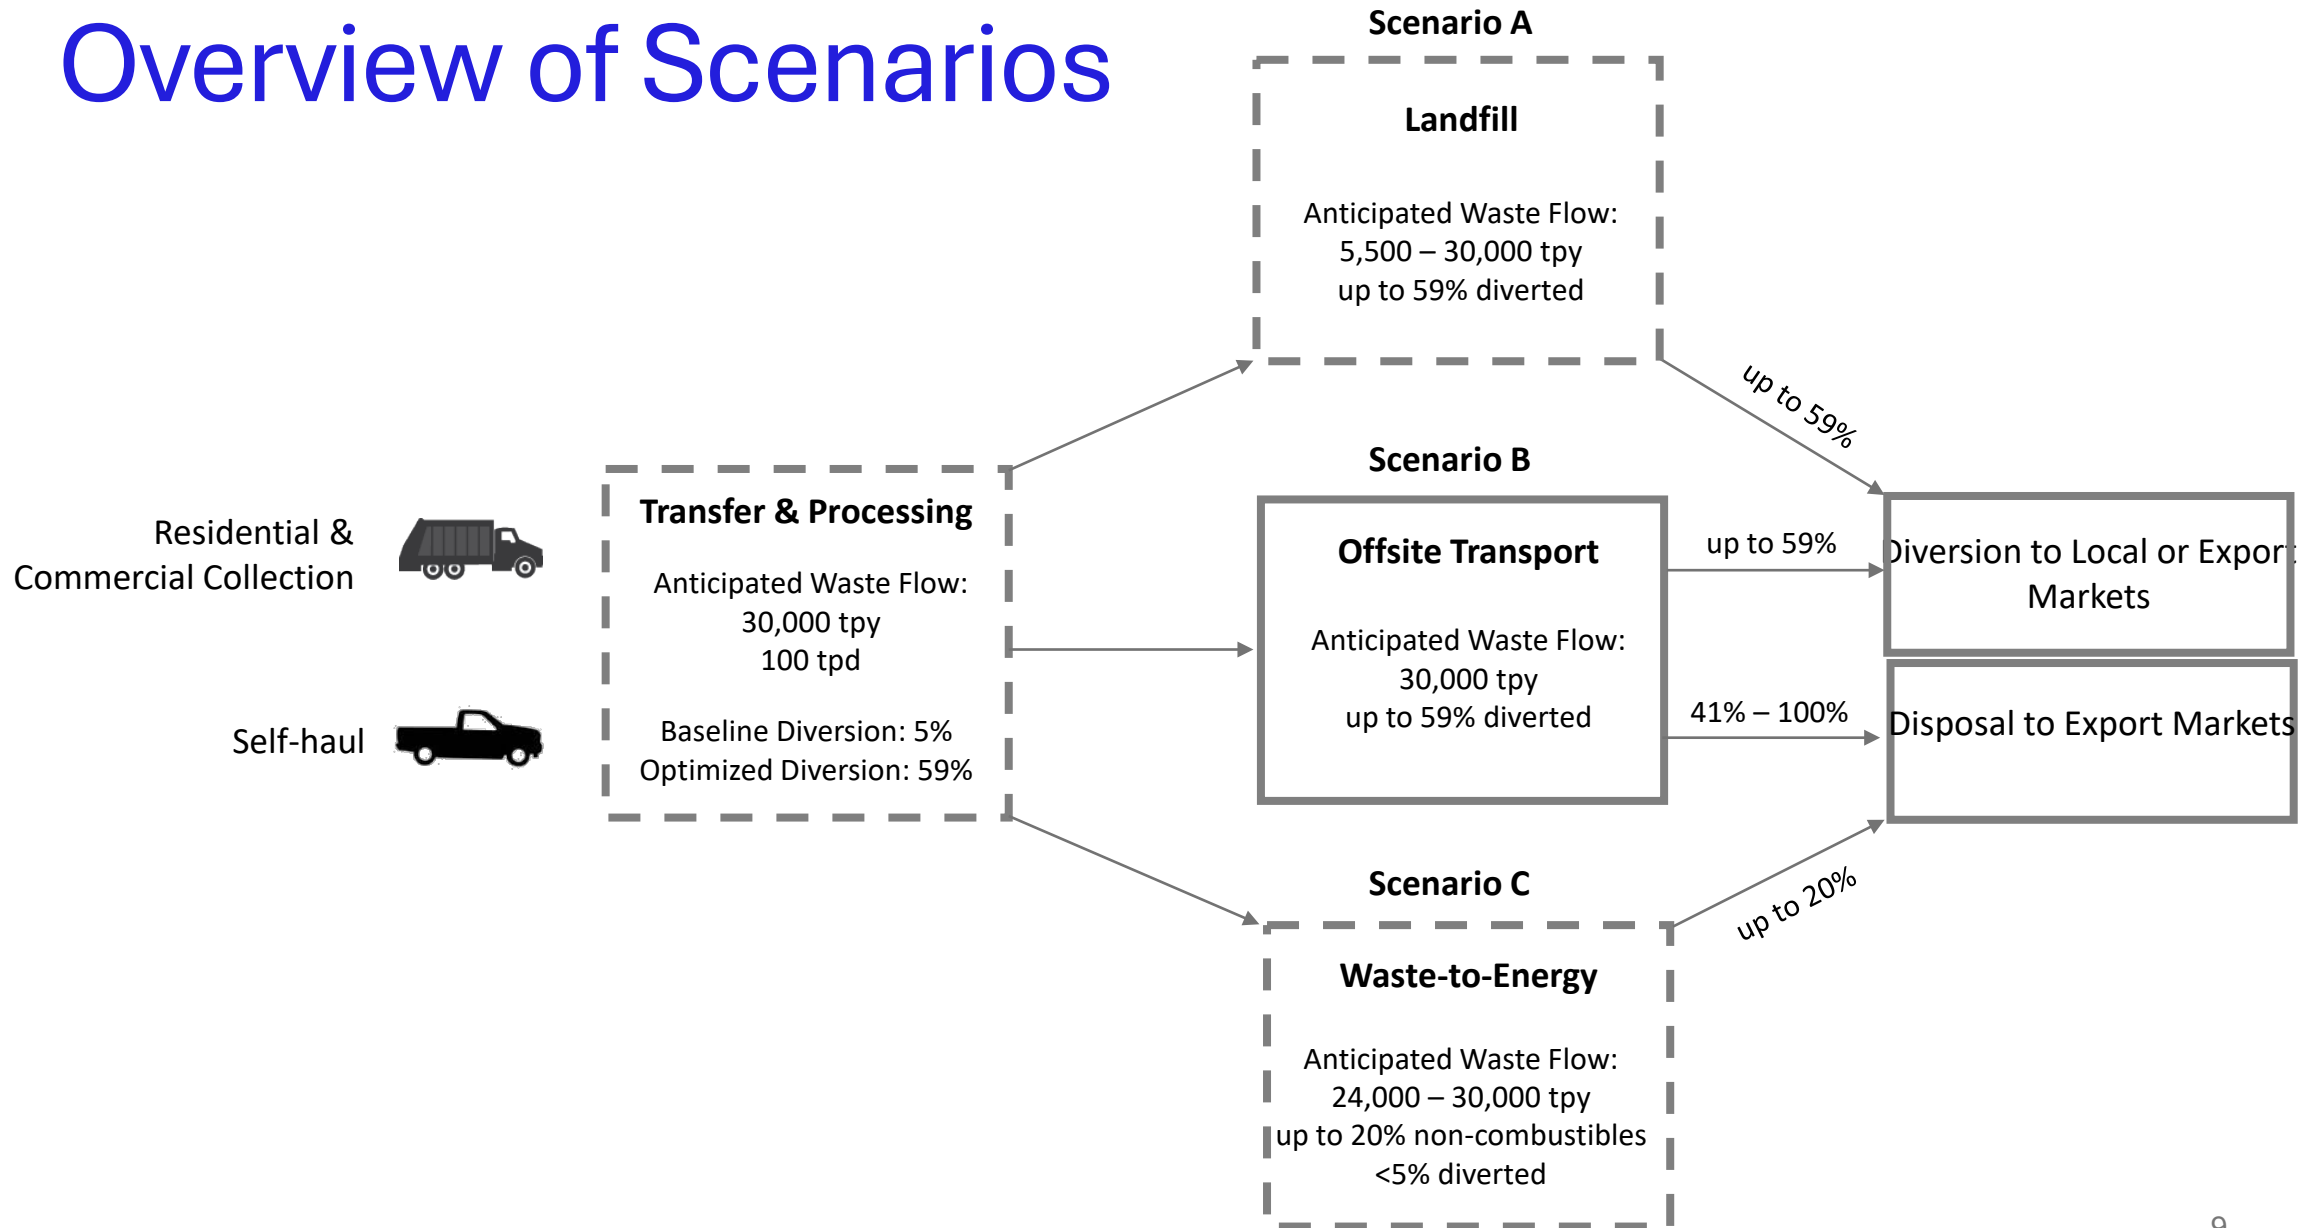 Overview of Scenarios
Scenario A
Landfill
Anticipated Waste Flow:
5,500 – 30,000 tpy
up to 59% diverted
up to 59%
Residential &
Commercial Collection
Self-haul
Transfer & Processing
Anticipated Waste Flow:
30,000 tpy
100 tpd
Baseline Diversion: 5%
Optimized Diversion: 59%
Scenario B
Offsite Transport
Anticipated Waste Flow:
30,000 tpy
up to 59% diverted
up to 59%
41% – 100%
Diversion to Local or Export
Markets
Disposal to Export Markets
Scenario C
Waste-to-Energy
Anticipated Waste Flow:
24,000 – 30,000 tpy
up to 20% non-combustibles
<5% diverted
up to 20%
9